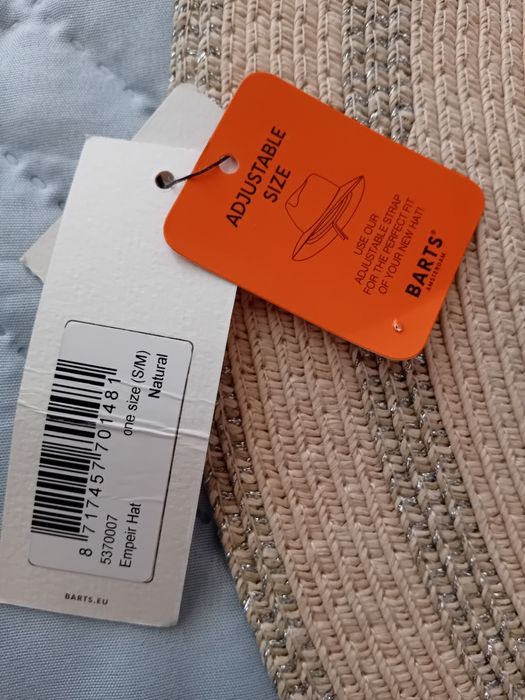 ADJUSTABLE
SIZE
USE OUR
ADJUSTABLE STRAP
FOR THE PERFECT FIT
OF YOUR NEW HAT!
BARTS®
AMSTERDAM
one size (S/M)
Natural
8 717457 701481
5370007
Empeir Hat
BARTS.EU